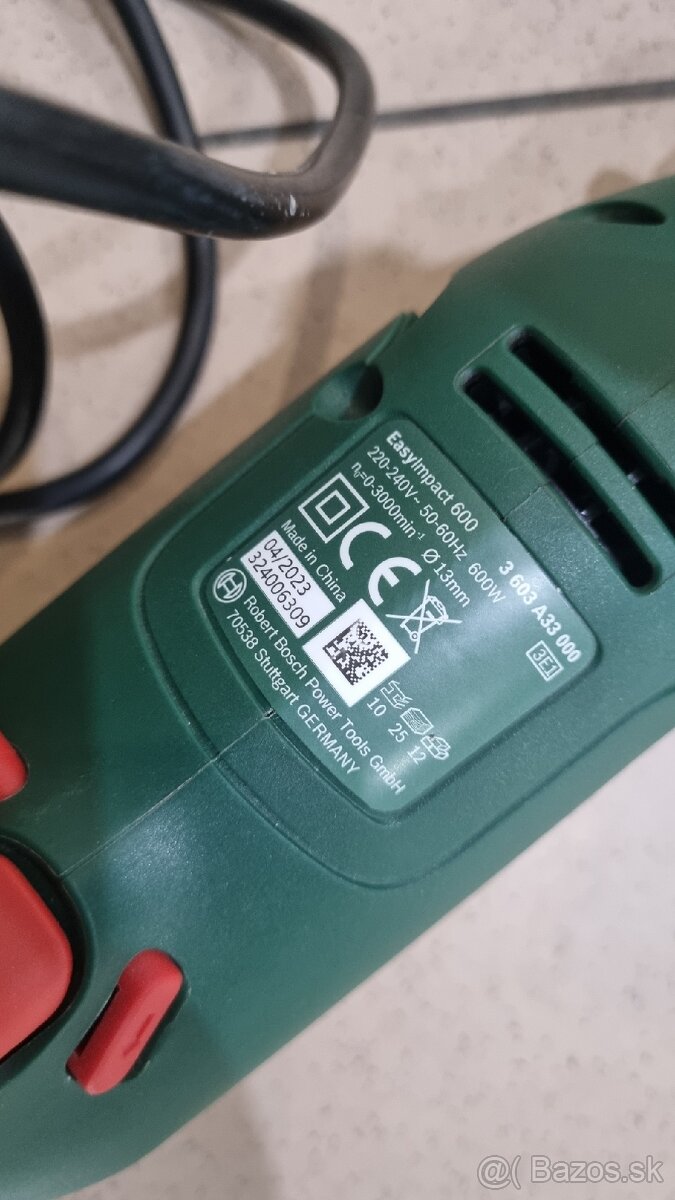 EasyImpact 600 3 603 A33 000
220-240V~ 50-60Hz 600W 3E1
n₀=0-3000min⁻¹ Ø 13mm
CE
Made in China
04/2023
324006309
10 25 12
Robert Bosch Power Tools GmbH
70538 Stuttgart GERMANY
@( Bazos.sk